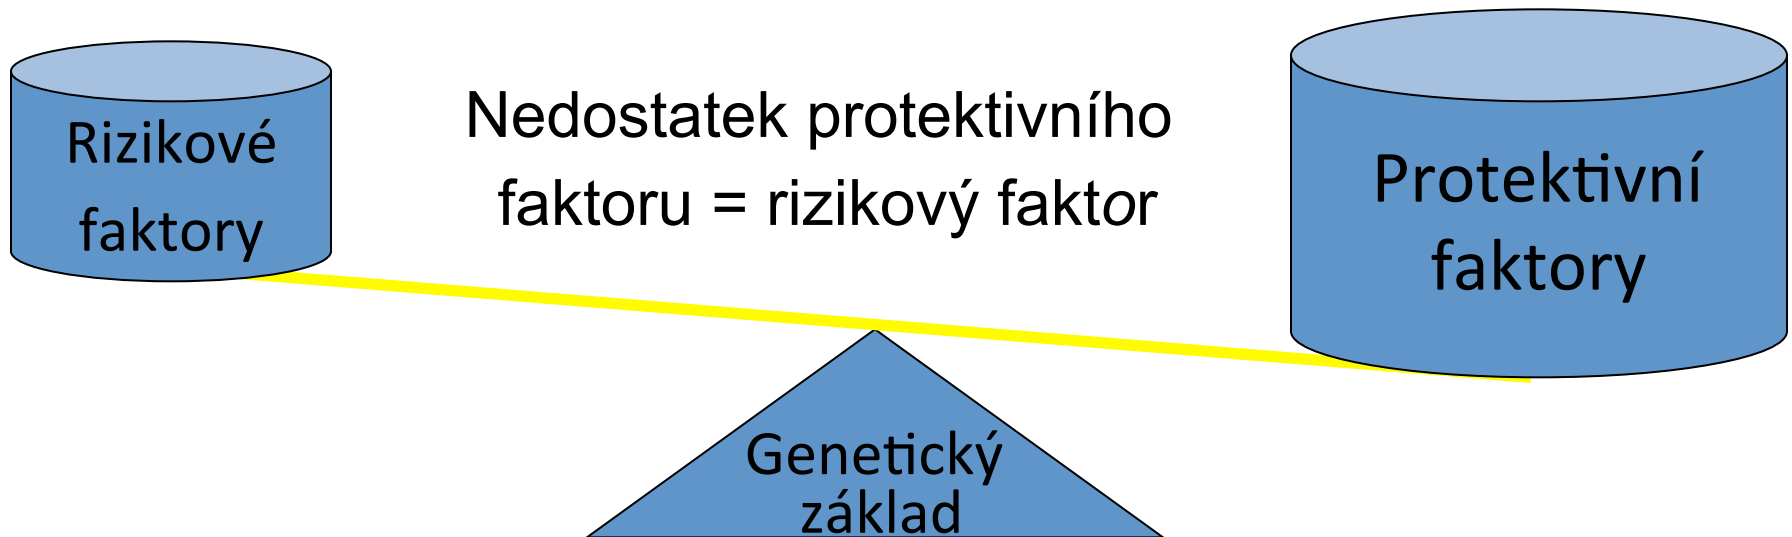 Rizikové
faktory
Nedostatek protektivního
faktoru = rizikový faktor
Protektivní
faktory
Genetický
základ